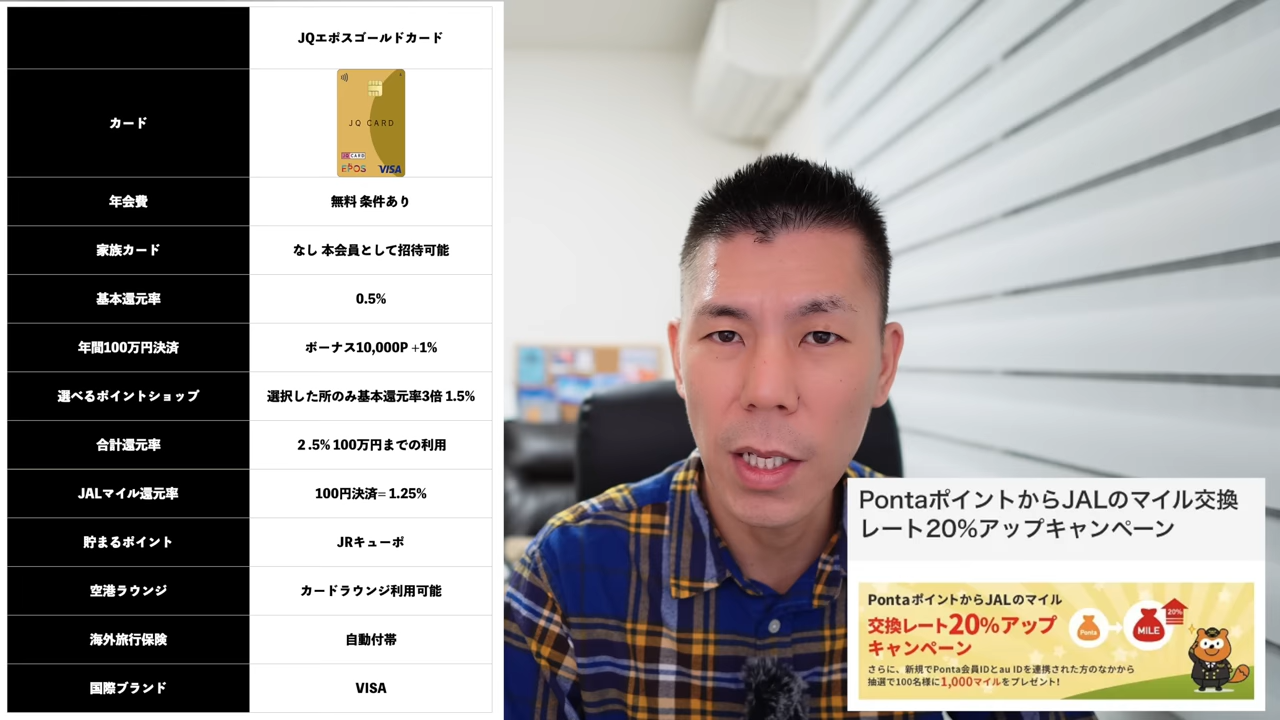 JQエポスゴールドカード
カード
JQ CARD
JQ CARD
EPOS
VISA
年会費
無料 条件あり
家族カード
なし 本会員として招待可能
基本還元率
0.5%
年間100万円決済
ボーナス10,000P +1%
選べるポイントショップ
選択した所のみ基本還元率3倍 1.5%
合計還元率
2.5% 100万円までの利用
JALマイル還元率
100円決済= 1.25%
貯まるポイント
JRキューポ
空港ラウンジ
カードラウンジ利用可能
海外旅行保険
自動付帯
国際ブランド
VISA
PontaポイントからJALのマイル交換
レート20%アップキャンペーン
PontaポイントからJALのマイル
交換レート20%アップ
キャンペーン
Ponta
MILE
20%
さらに、新規でPonta会員IDとau IDを連携された方のなかから
抽選で100名様に1,000マイルをプレゼント!